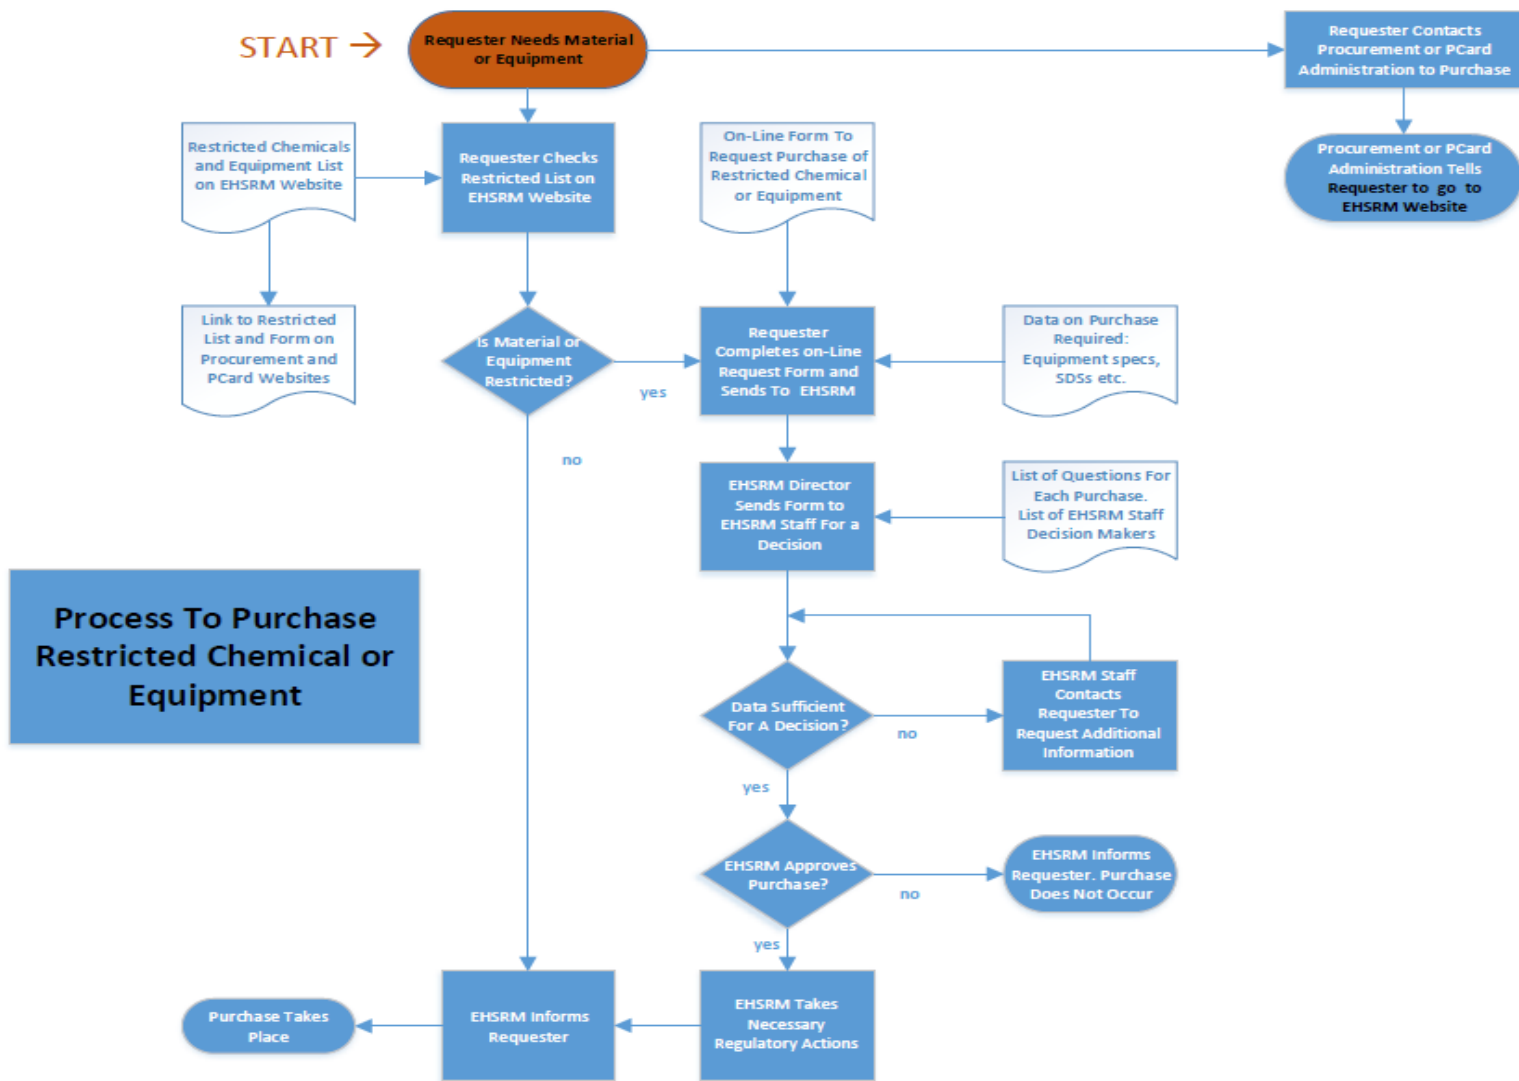 START →
Requester Needs Material
or Equipment
Requester Contacts
Procurement or PCard
Administration to Purchase
Restricted Chemicals
and Equipment List
on EHSRM Website
Requester Checks
Restricted List on
EHSRM Website
On-Line Form To
Request Purchase of
Restricted Chemical
or Equipment
Procurement or PCard
Administration Tells
Requester to go to
EHSRM Website
Link to Restricted
List and Form on
Procurement and
PCard Websites
Is Material or
Equipment
Restricted?
yes
no
Requester
Completes on-Line
Request Form and
Sends To EHSRM
Data on Purchase
Required:
Equipment specs,
SDSs etc.
EHSRM Director
Sends Form to
EHSRM Staff For a
Decision
List of Questions For
Each Purchase.
List of EHSRM Staff
Decision Makers
Process To Purchase
Restricted Chemical or
Equipment
Data Sufficient
For A Decision?
no
yes
EHSRM Staff
Contacts
Requester To
Request Additional
Information
EHSRM Approves
Purchase?
no
yes
EHSRM Informs
Requester. Purchase
Does Not Occur
Purchase Takes
Place
EHSRM Informs
Requester
EHSRM Takes
Necessary
Regulatory Actions